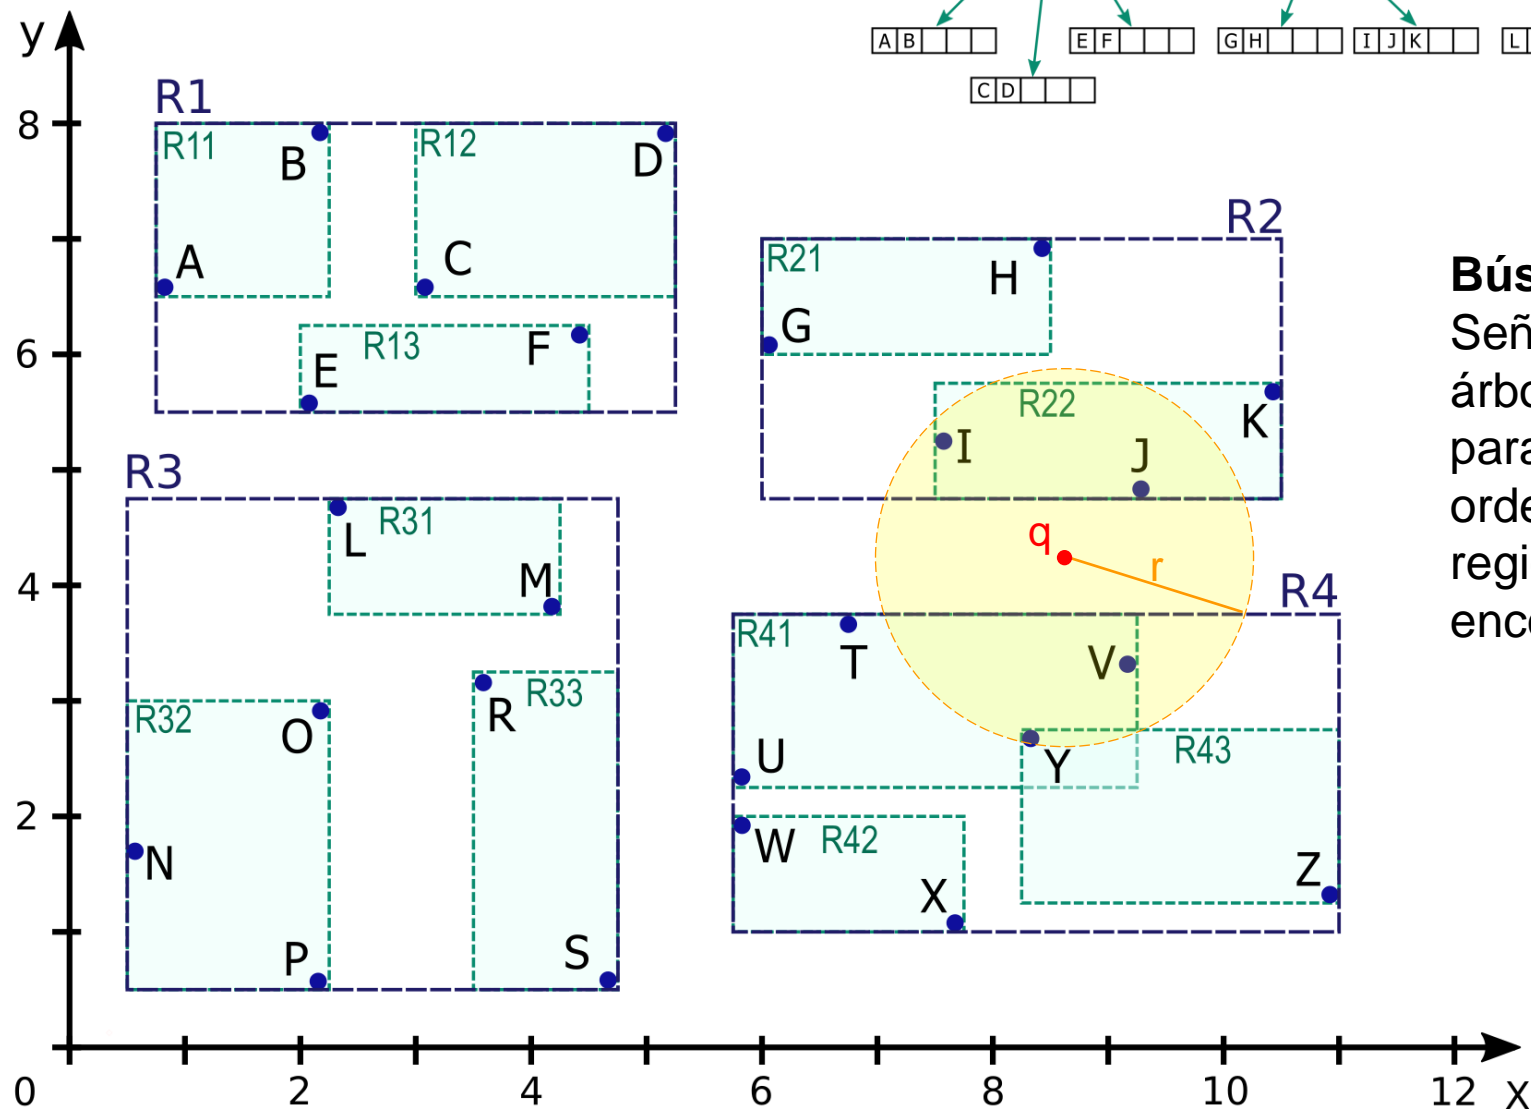 y
A B
E F
G H
I J K
L
C D
R1
8
R11
B
R12
D
A
C
R2
R21
H
G
Bús
Señ
árbo
para
orde
regi
enco
6
R13
F
E
R22
K
I
J
R3
L
R31
q
r
M
4
R4
R41
T
V
R33
R
R32
O
R43
Y
U
2
W
R42
N
Z
X
P
S
0
2
4
6
8
10
12
X